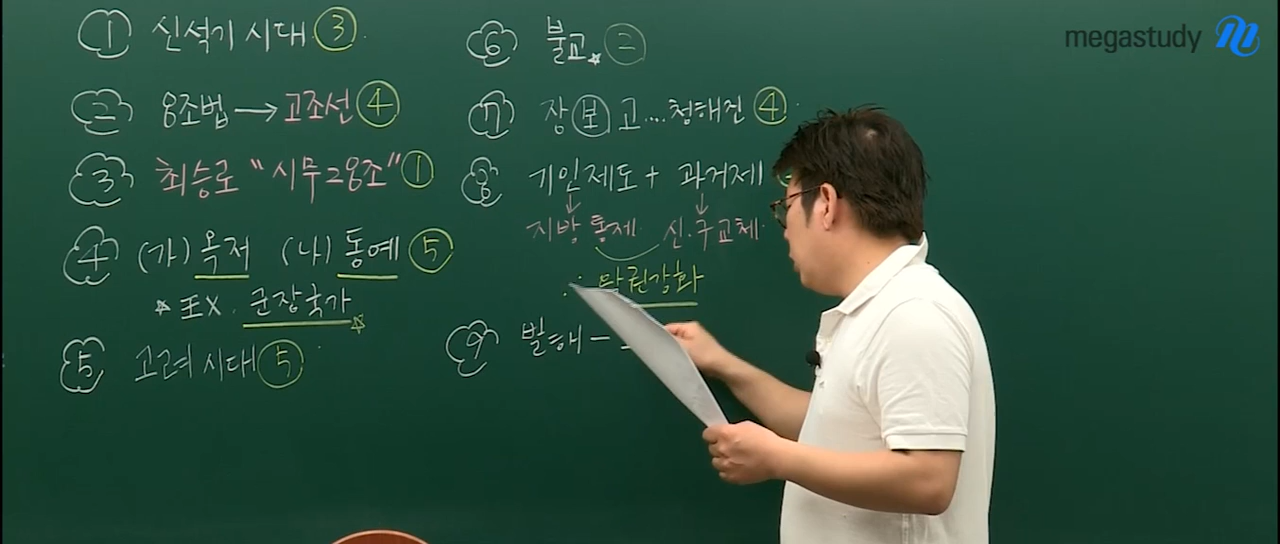 ① 신석기 시대 ③
② 8조법 → 고조선 ④
③ 최승로 "시무28조" ①
④ (가) 옥저 (나) 동예 ⑤
☆ 王X. 군장국가 ☆
⑤ 고려 시대 ⑤
⑥ 불교☆ ②
⑦ 장보고....청해진 ④
⑧ 기인제도 + 과거제
지방 통제 신·구교체
∴ 왕권강화
⑨ 발해 -
megastudy